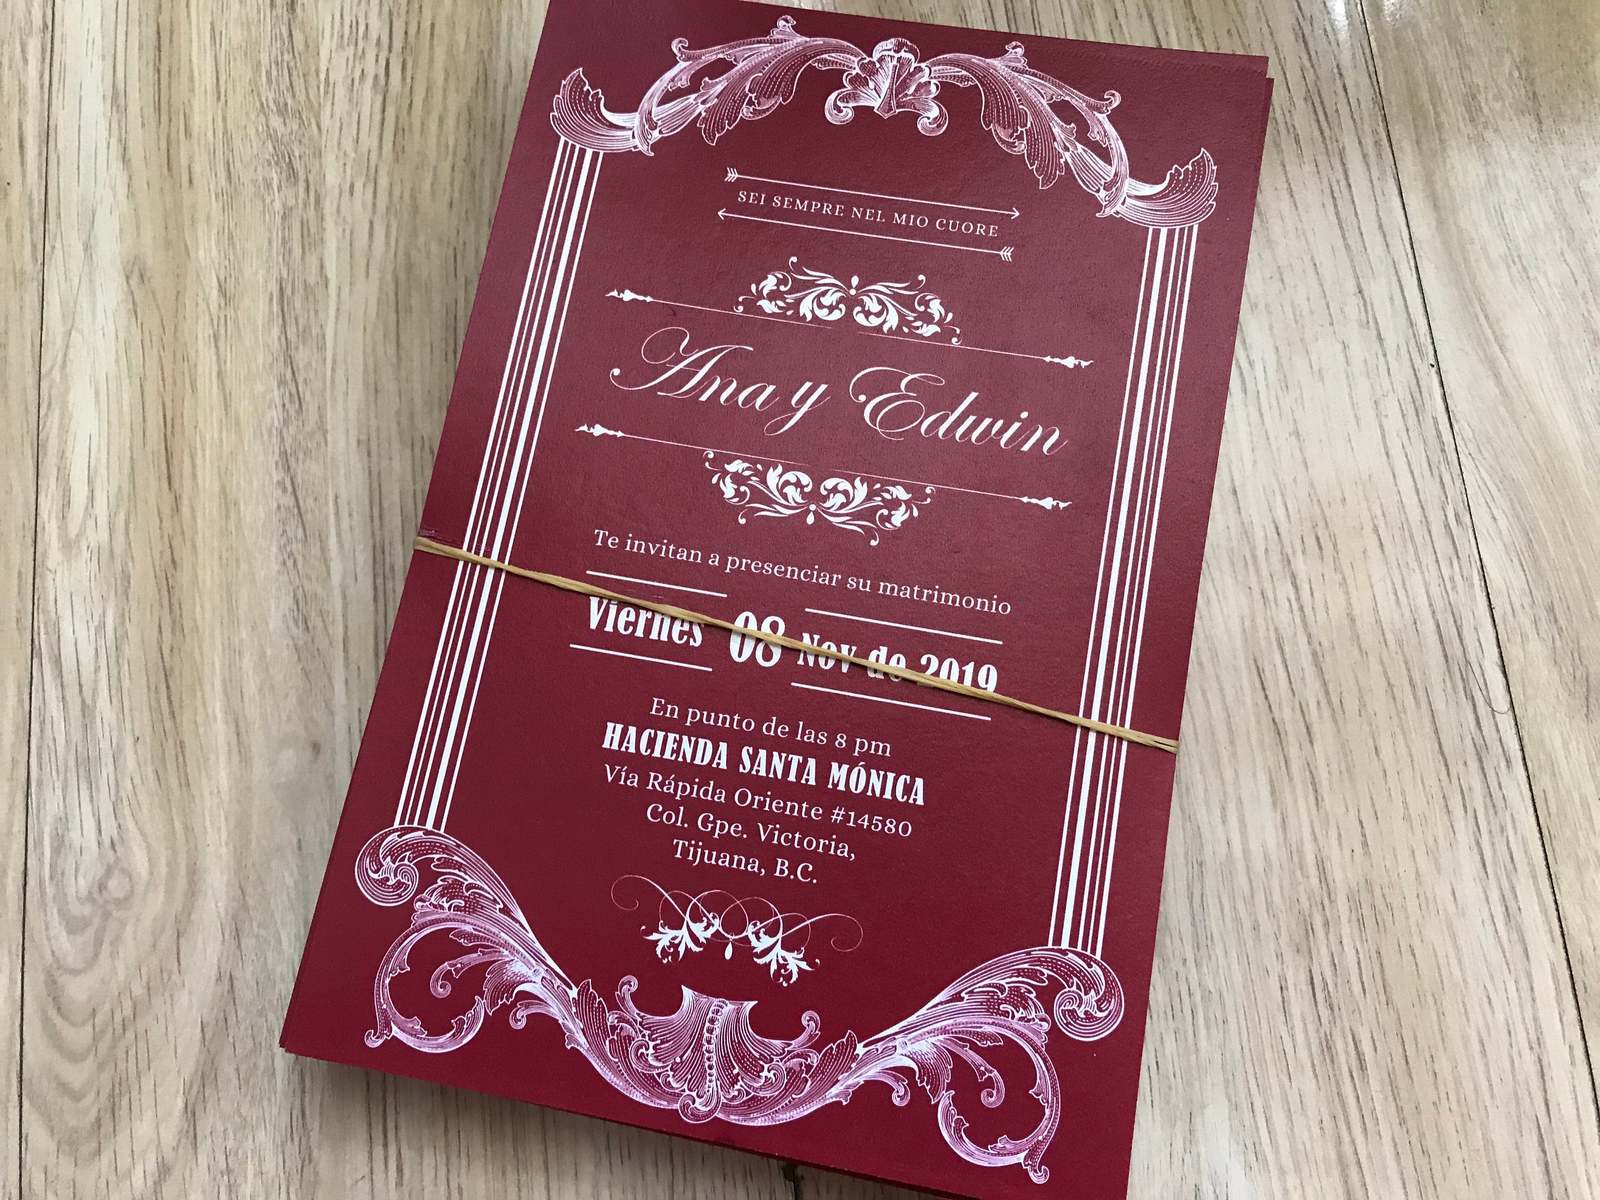 SEI SEMPRE NEL MIO CUORE
Ana y Edwin
Te invitan a presenciar su matrimonio
Viernes 08 Nov de 2019
En punto de las 8 pm
HACIENDA SANTA MÓNICA
Vía Rápida Oriente #14580
Col. Gpe. Victoria,
Tijuana, B.C.